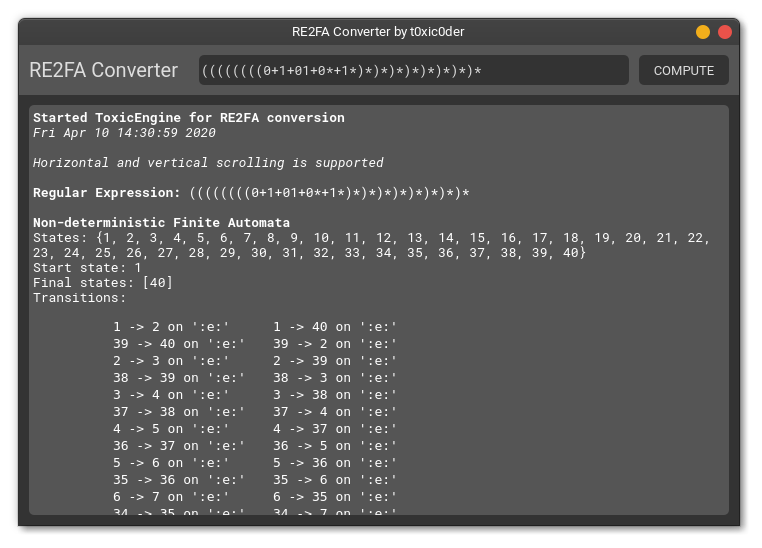 RE2FA Converter by t0xic0der
RE2FA Converter
((((((((0+1+01+0*+1*)*)*)*)*)*)*)*)*
COMPUTE
Started ToxicEngine for RE2FA conversion
Fri Apr 10 14:30:59 2020
Horizontal and vertical scrolling is supported
Regular Expression: ((((((((0+1+01+0*+1*)*)*)*)*)*)*)*)*
Non-deterministic Finite Automata
States: {1, 2, 3, 4, 5, 6, 7, 8, 9, 10, 11, 12, 13, 14, 15, 16, 17, 18, 19, 20, 21, 22,
23, 24, 25, 26, 27, 28, 29, 30, 31, 32, 33, 34, 35, 36, 37, 38, 39, 40}
Start state: 1
Final states: [40]
Transitions:
1 -> 2 on ':e:' 1 -> 40 on ':e:'
39 -> 40 on ':e:' 39 -> 2 on ':e:'
2 -> 3 on ':e:' 2 -> 39 on ':e:'
38 -> 39 on ':e:' 38 -> 3 on ':e:'
3 -> 4 on ':e:' 3 -> 38 on ':e:'
37 -> 38 on ':e:' 37 -> 4 on ':e:'
4 -> 5 on ':e:' 4 -> 37 on ':e:'
36 -> 37 on ':e:' 36 -> 5 on ':e:'
5 -> 6 on ':e:' 5 -> 36 on ':e:'
35 -> 36 on ':e:' 35 -> 6 on ':e:'
6 -> 7 on ':e:' 6 -> 35 on ':e:'
34 -> 35 on ':e:' 34 -> 7 on ':e:'